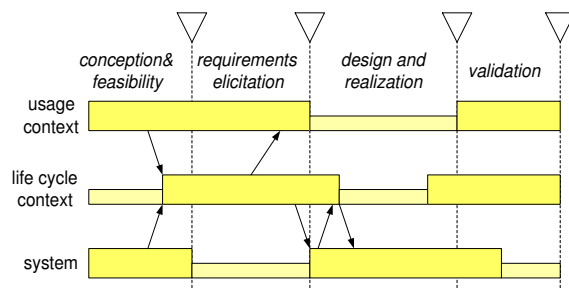 conception&
feasibility
requirements
elicitation
design and
realization
validation
usage
context
life cycle
context
system